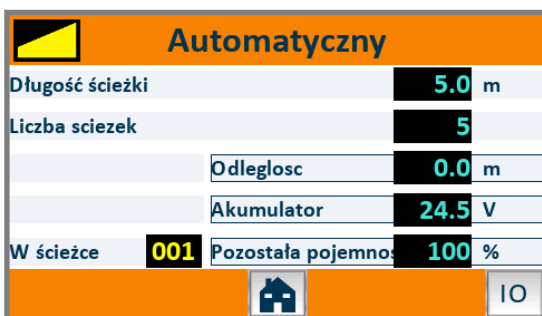 Automatyczny
Długość ścieżki 5.0 m
Liczba sciezek 5
Odleglosc 0.0 m
Akumulator 24.5 V
W ścieżce 001 Pozostała pojemnoś 100 %
IO